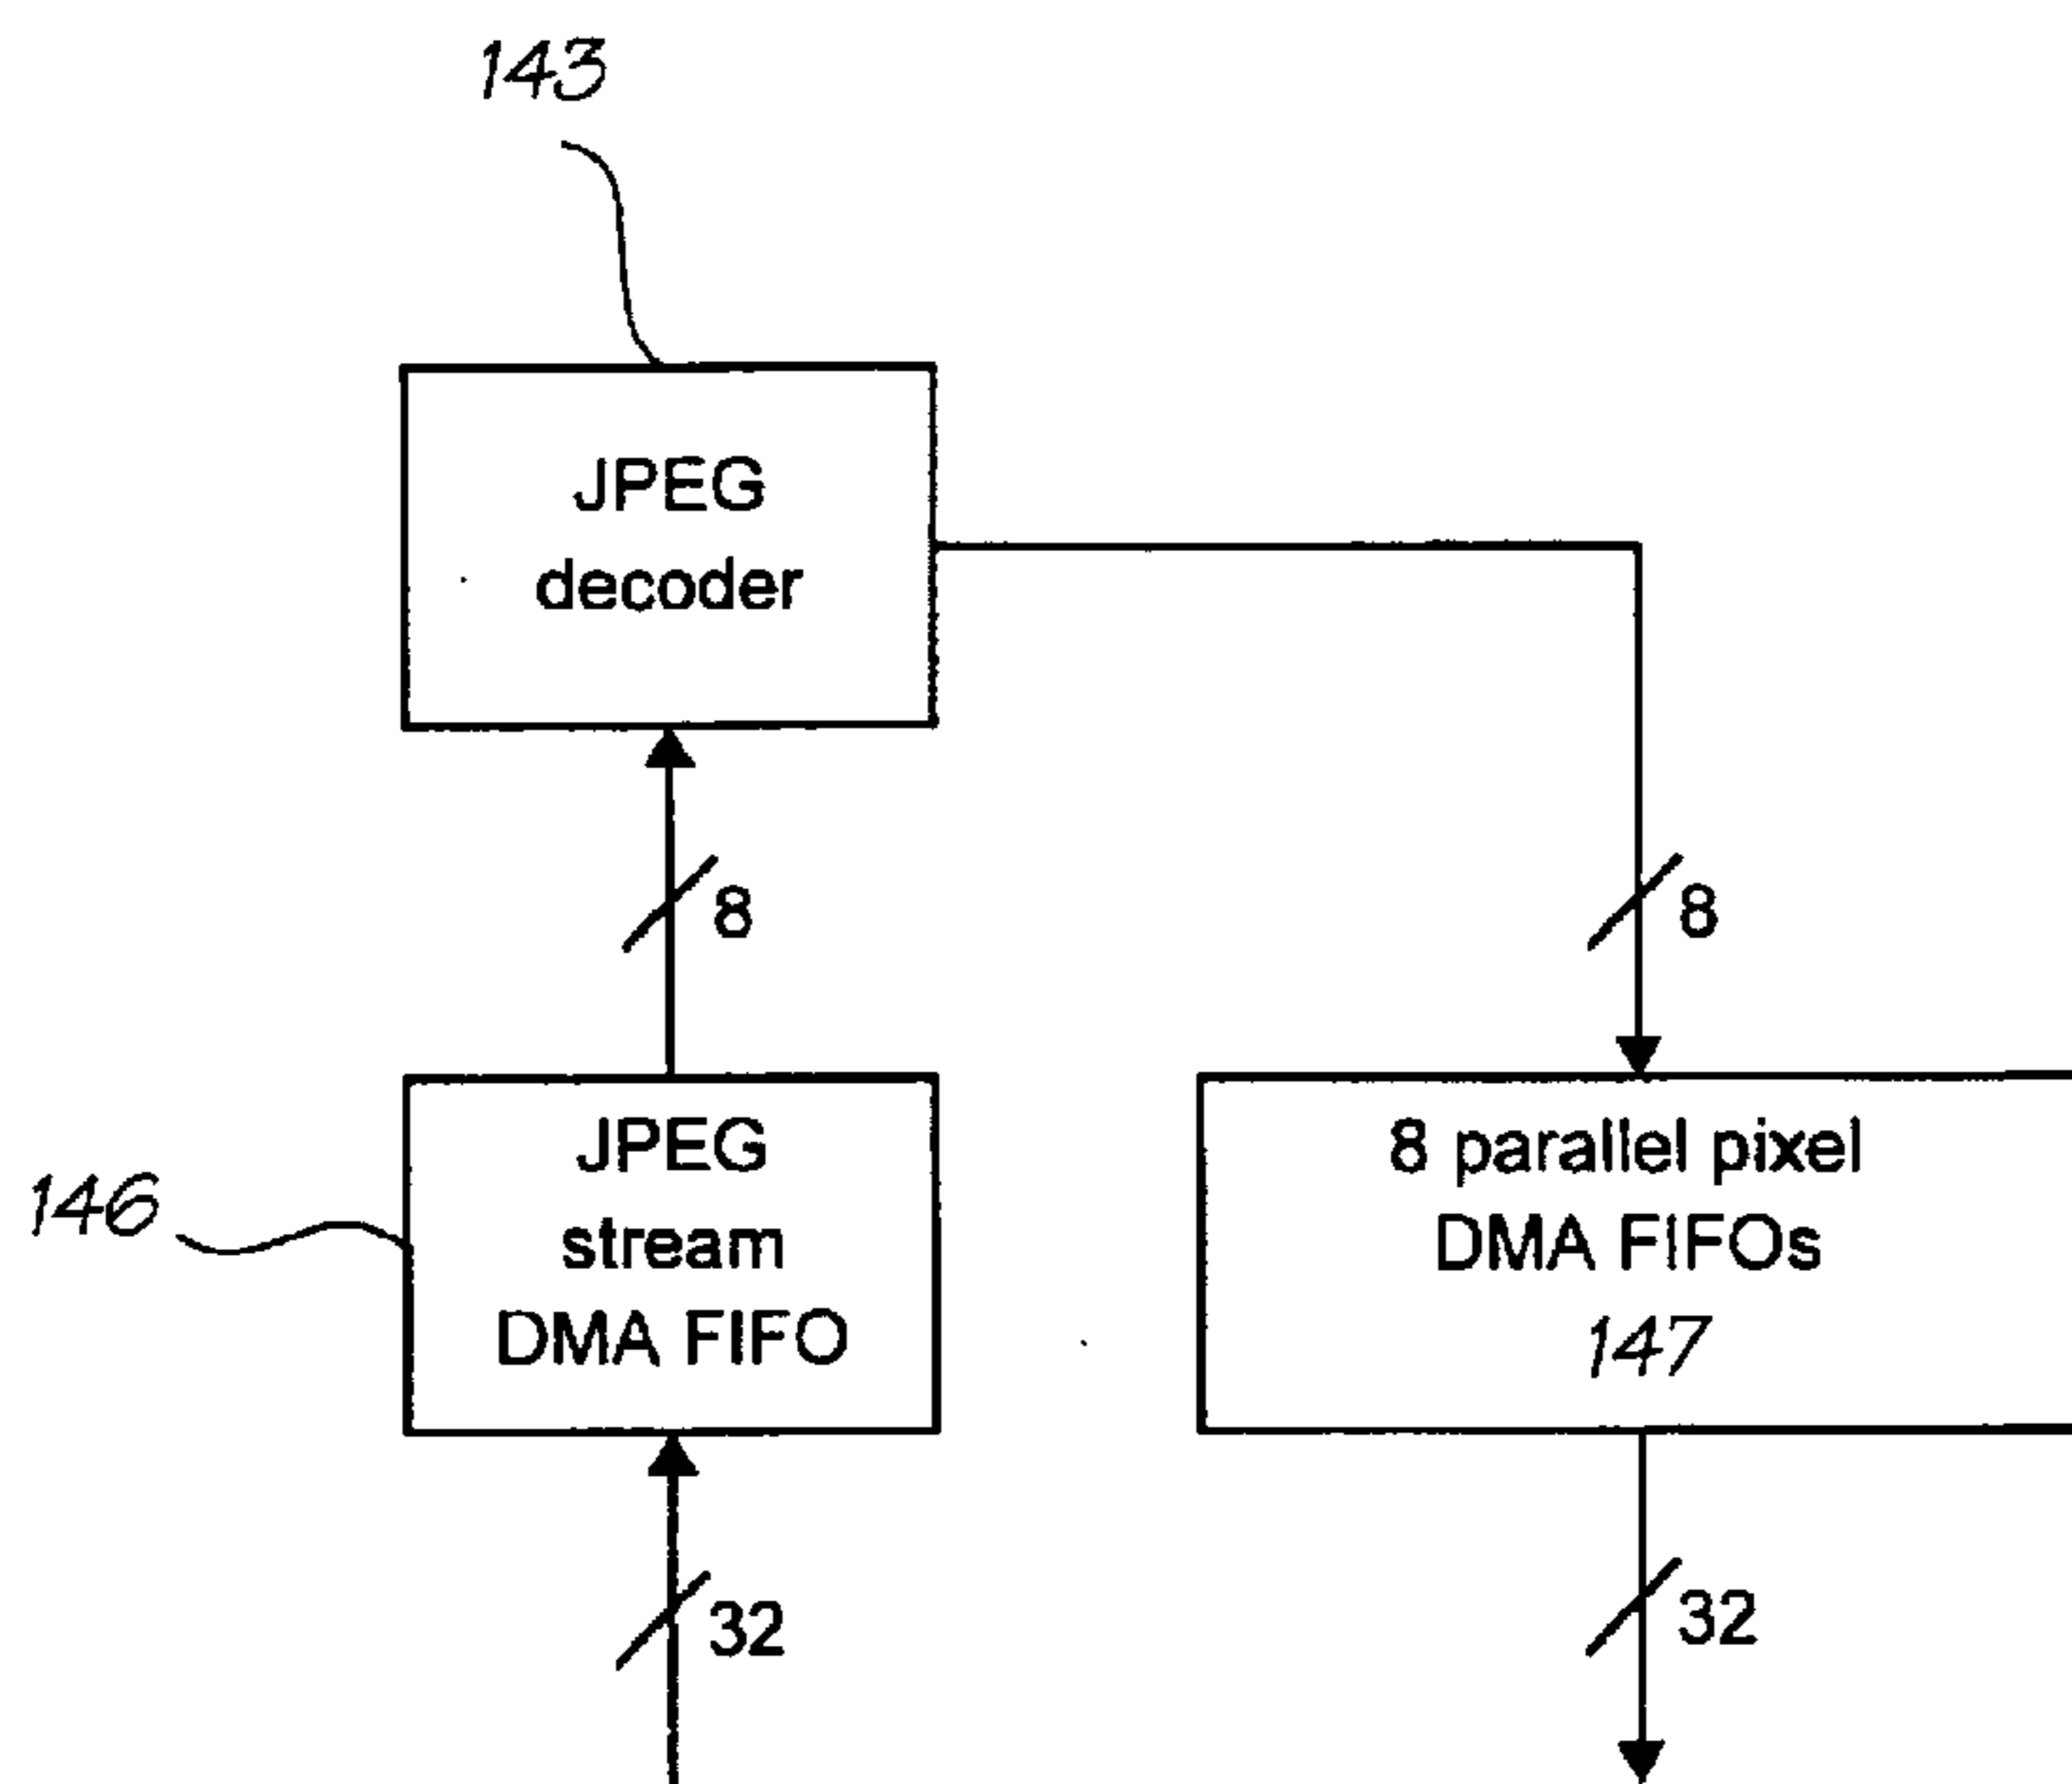 143
JPEG
decoder
8
8
JPEG
stream
DMA FIFO
146
8 parallel pixel
DMA FIFOs
147
32
32